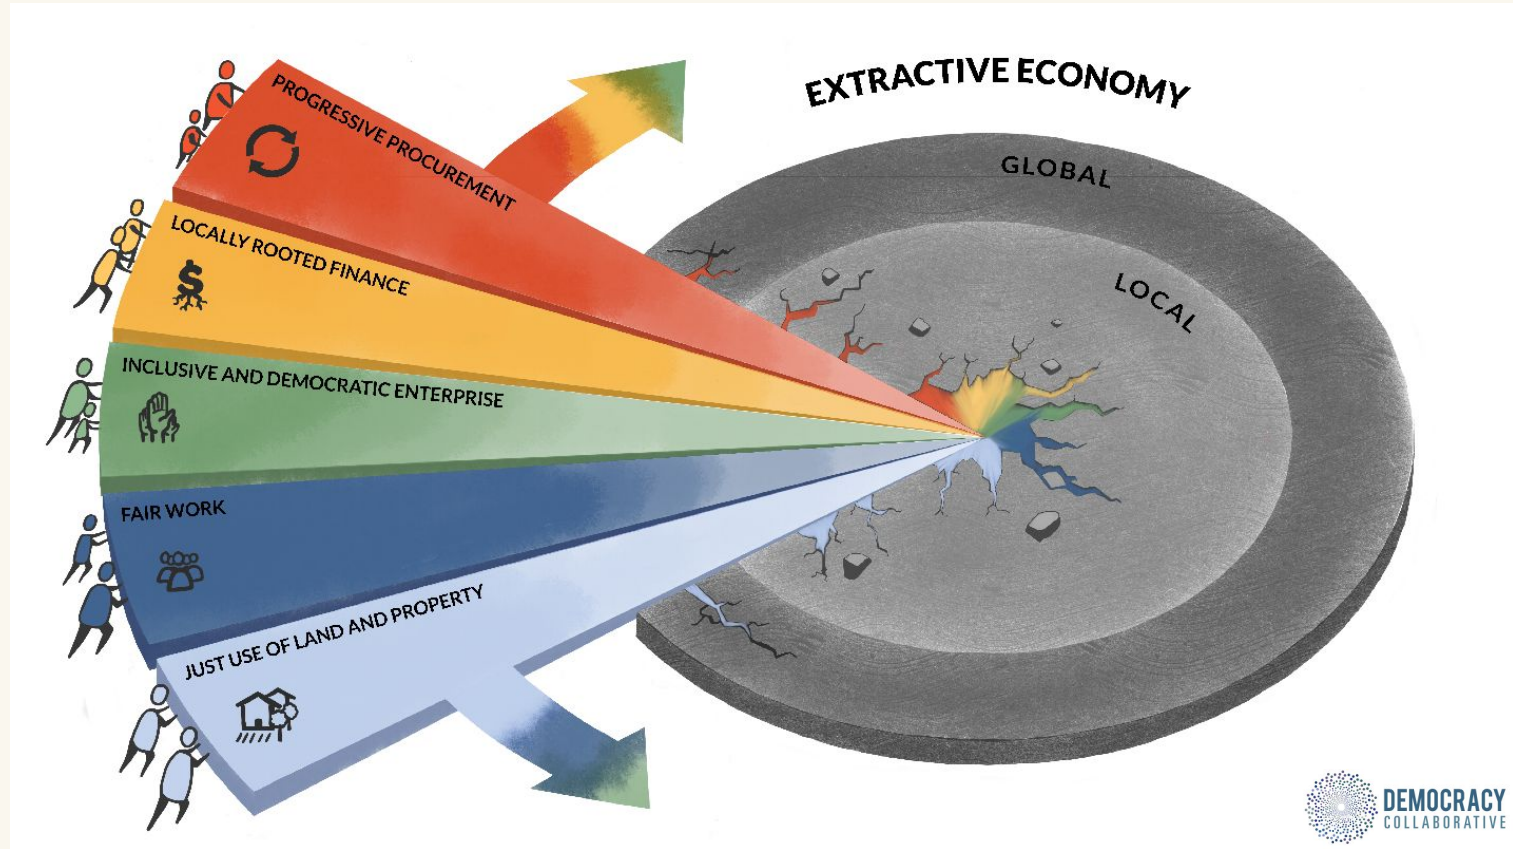 EXTRACTIVE ECONOMY
GLOBAL
LOCAL
PROGRESSIVE PROCUREMENT
LOCALLY ROOTED FINANCE
INCLUSIVE AND DEMOCRATIC ENTERPRISE
FAIR WORK
JUST USE OF LAND AND PROPERTY
$
DEMOCRACY
COLLABORATIVE